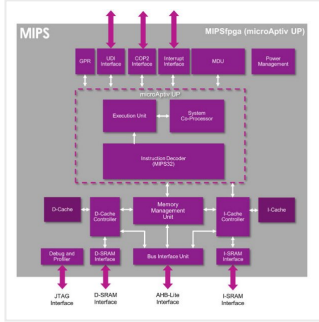 MIPS
MIPSfpga (microAptiv UP)
GPR
UDI
Interface
COP2
Interface
Interrupt
Interface
MDU
Power
Management
microAptiv UP
Execution Unit
System
Co-Processor
Instruction Decoder
(MIPS32)
D-Cache
D-Cache
Controller
Memory
Management
Unit
I-Cache
Controller
I-Cache
Debug and
Profiler
D-SRAM
Interface
Bus Interface Unit
I-SRAM
Interface
JTAG
Interface
D-SRAM
Interface
AHB-Lite
Interface
I-SRAM
Interface